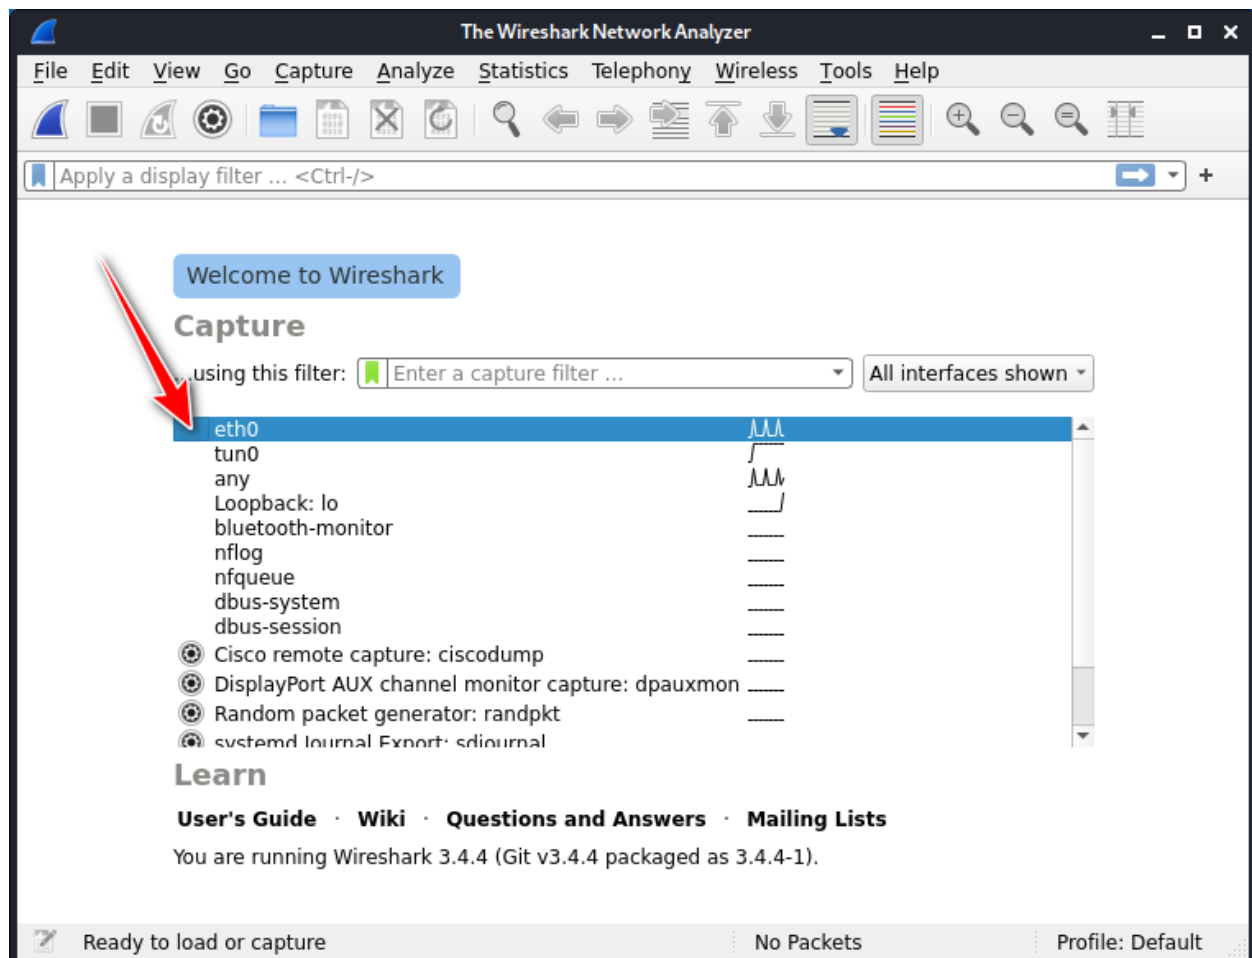 The Wireshark Network Analyzer
File Edit View Go Capture Analyze Statistics Telephony Wireless Tools Help
Apply a display filter ... <Ctrl-/>
Welcome to Wireshark
Capture
...using this filter: Enter a capture filter ... All interfaces shown
eth0
tun0
any
Loopback: lo
bluetooth-monitor
nflog
nfqueue
dbus-system
dbus-session
Cisco remote capture: ciscodump
DisplayPort AUX channel monitor capture: dpauxmon
Random packet generator: randpkt
systemd Journal Export: sdjournal
Learn
User's Guide · Wiki · Questions and Answers · Mailing Lists
You are running Wireshark 3.4.4 (Git v3.4.4 packaged as 3.4.4-1).
Ready to load or capture No Packets Profile: Default